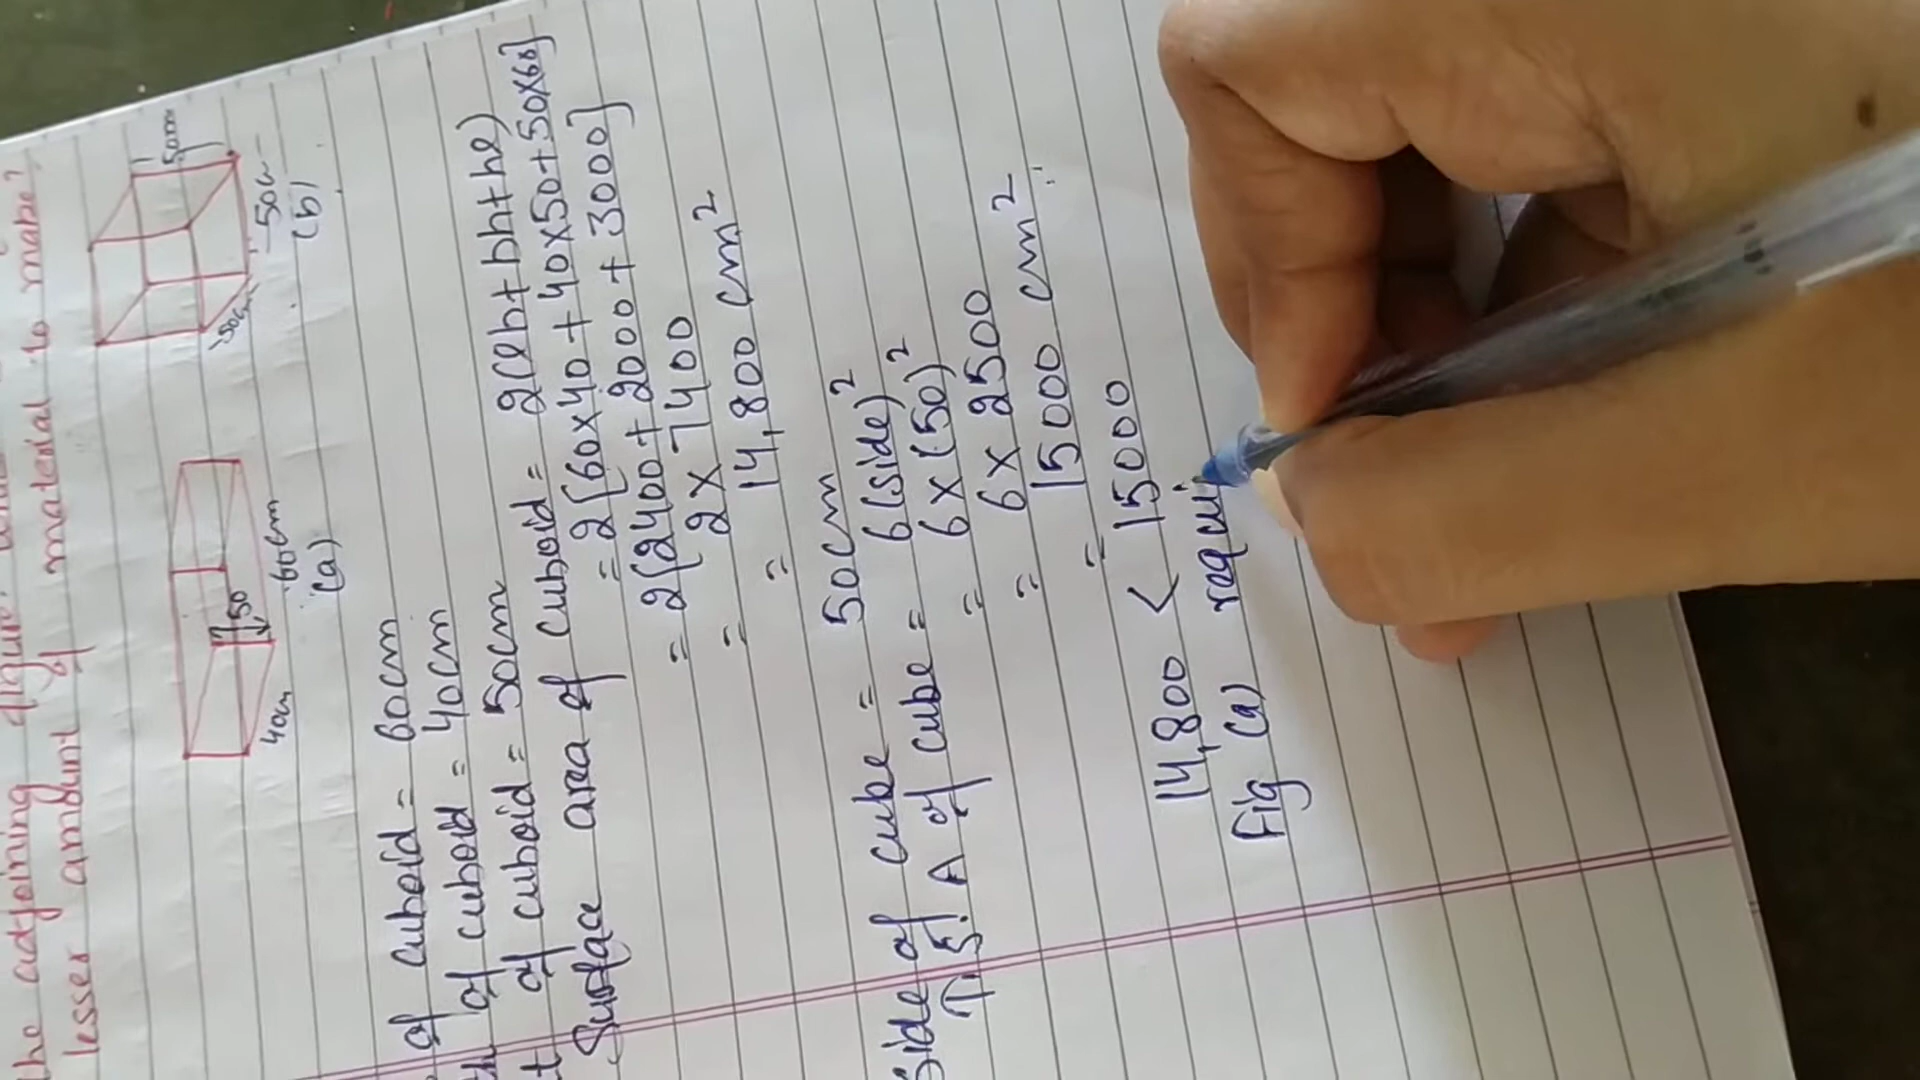 the adjoining figure
lesser amount of material to make?
50cm
50
40cm
60cm
50cm
50cm
(a)
(b)
of cuboid = 60cm
of cuboid = 40cm
of cuboid = 50cm
Surface area of cuboid = 2(lb+bh+hl)
= 2[60×40+40×50+50×60]
= 2[2400+2000+3000]
= 2×7400
= 14,800 cm²
Side of cube = 50cm
T.S.A of cube = 6(side)²
= 6×(50)²
= 6×2500
= 15000 cm²
14,800 < 15000
Fig (a) requi